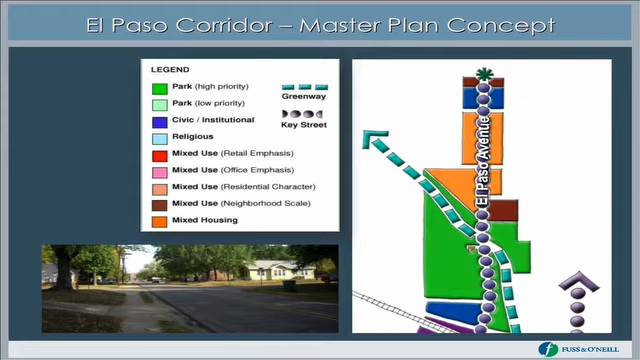 El Paso Corridor – Master Plan Concept
LEGEND
Park (high priority)
Park (low priority)
Civic / Institutional
Religious
Mixed Use (Retail Emphasis)
Mixed Use (Office Emphasis)
Mixed Use (Residential Character)
Mixed Use (Neighborhood Scale)
Mixed Housing
Greenway
Key Street
El Paso Avenue
FUSS & O'NEILL